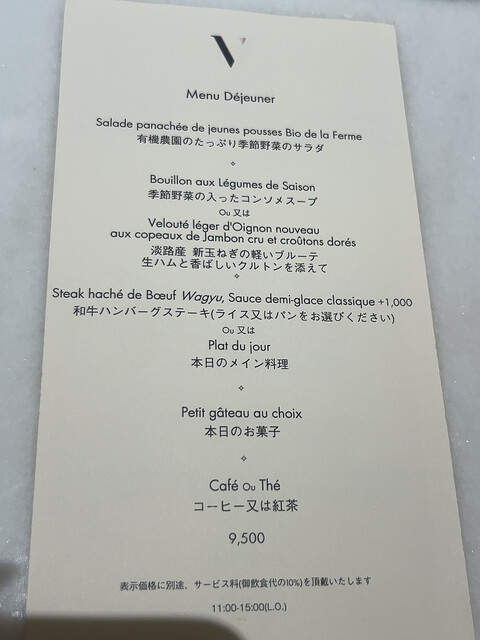 V
Menu Déjeuner
Salade panachée de jeunes pousses Bio de la Ferme
有機農園のたっぷり季節野菜のサラダ
Bouillon aux Légumes de Saison
季節野菜の入ったコンソメスープ
Ou 又は
Velouté léger d'Oignon nouveau
aux copeaux de Jambon cru et croûtons dorés
淡路産 新玉ねぎの軽いブルーテ
生ハムと香ばしいクルトンを添えて
Steak haché de Bœuf Wagyu, Sauce demi-glace classique +1,000
和牛ハンバーグステーキ(ライス又はパンをお選びください)
Ou 又は
Plat du jour
本日のメイン料理
Petit gâteau au choix
本日のお菓子
Café Ou Thé
コーヒー又は紅茶
9,500
表示価格に別途、サービス料(御飲食代の10%)を頂戴いたします
11:00-15:00(L.O.)